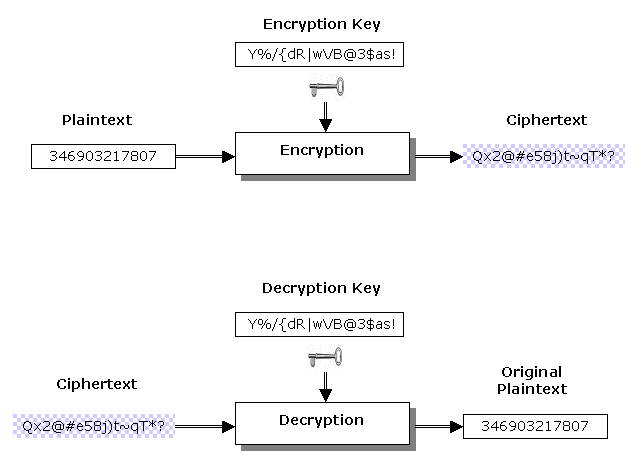 Encryption Key
Y%/{dR|wVB@3$as!
Plaintext
Ciphertext
346903217807
Encryption
Qx2@#e58j)t~qT*?
Decryption Key
Y%/{dR|wVB@3$as!
Ciphertext
Original
Plaintext
Qx2@#e58j)t~qT*?
Decryption
346903217807